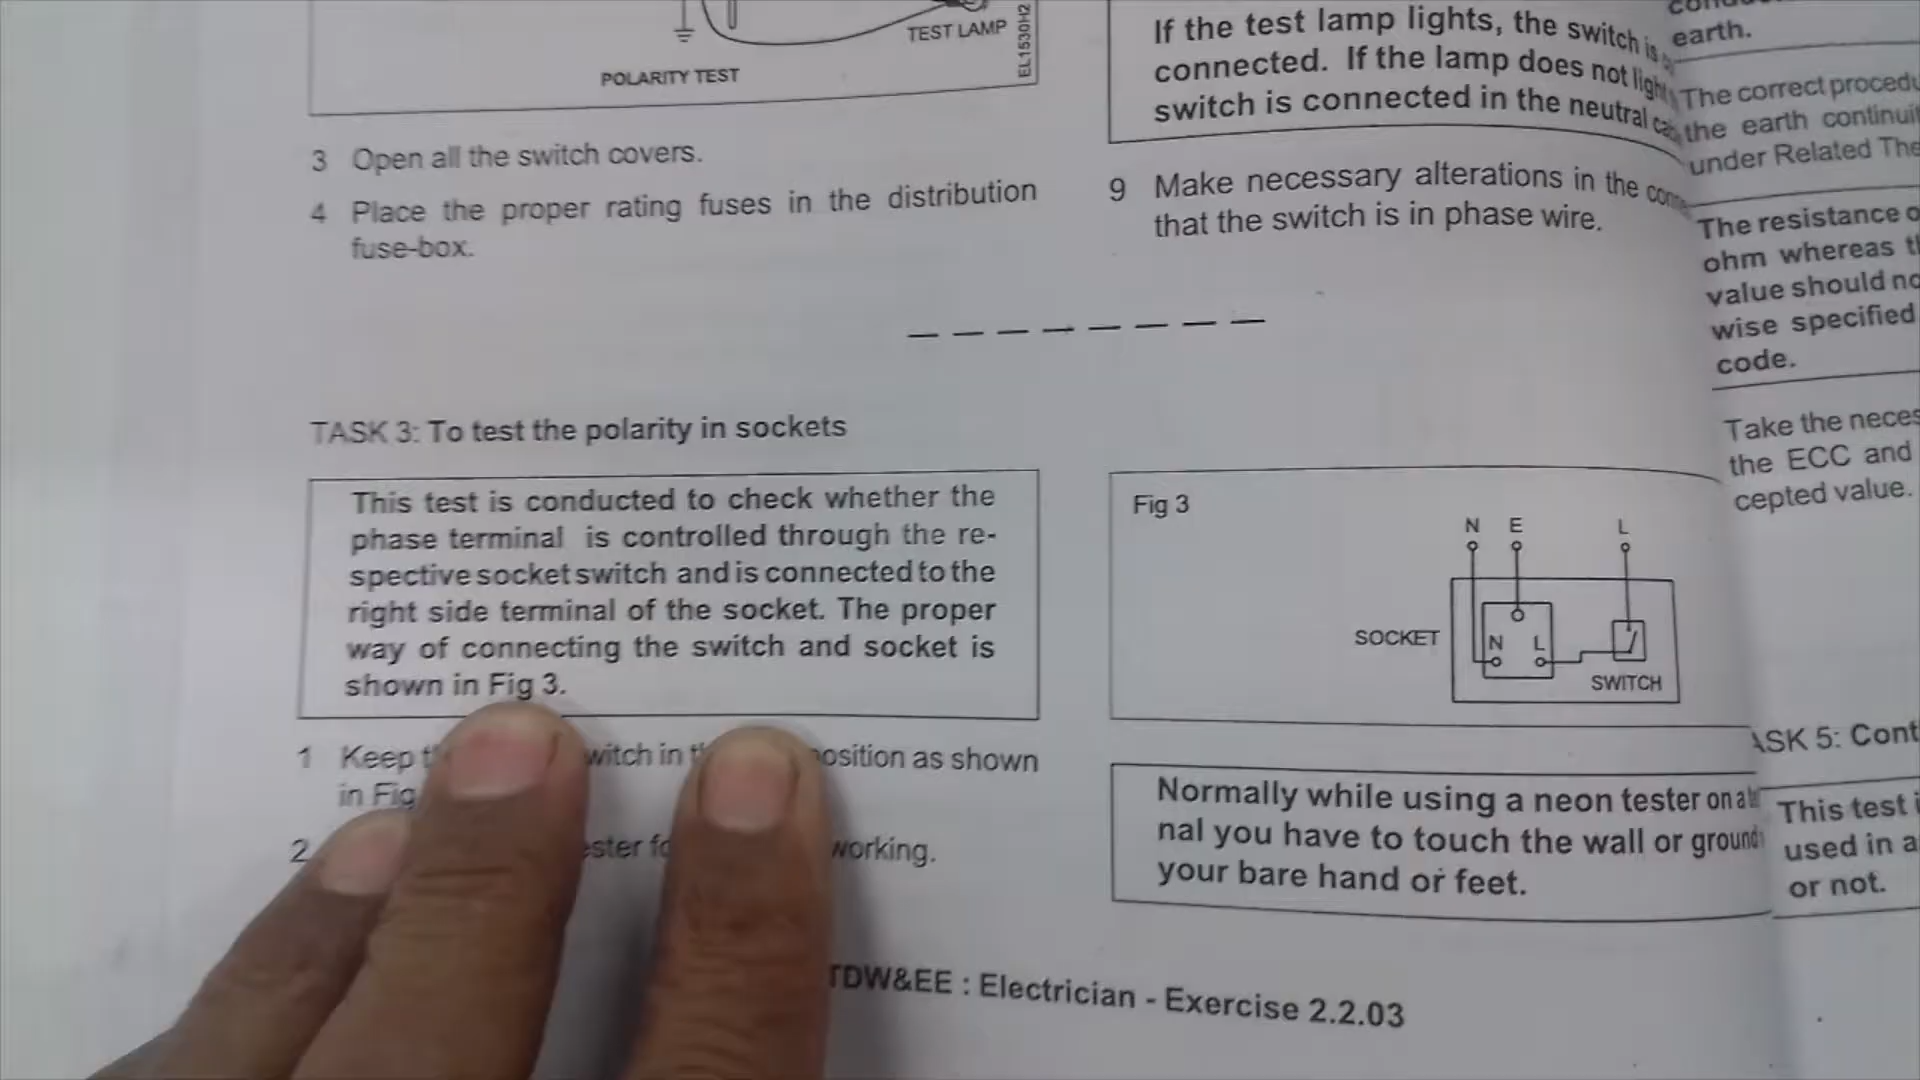 TEST LAMP
EL1530H2
POLARITY TEST
3 Open all the switch covers.
4 Place the proper rating fuses in the distribution
fuse-box.
If the test lamp lights, the switch is
connected. If the lamp does not light
switch is connected in the neutral
9 Make necessary alterations in the
that the switch is in phase wire.
TASK 3: To test the polarity in sockets
This test is conducted to check whether the
phase terminal is controlled through the re-
spective socket switch and is connected to the
right side terminal of the socket. The proper
way of connecting the switch and socket is
shown in Fig 3.
1 Keep witch in osition as shown
in Fig
2 ester working.
Fig 3
N E L
SOCKET
N L
SWITCH
Normally while using a neon tester on a
nal you have to touch the wall or ground
your bare hand or feet.
TDW&EE : Electrician - Exercise 2.2.03
earth.
The correct
the earth
under Related
The resistance
ohm whereas
value should
wise specified
code.
Take the
the ECC and
cepted value.
ASK 5:
This test
used in a
or not.